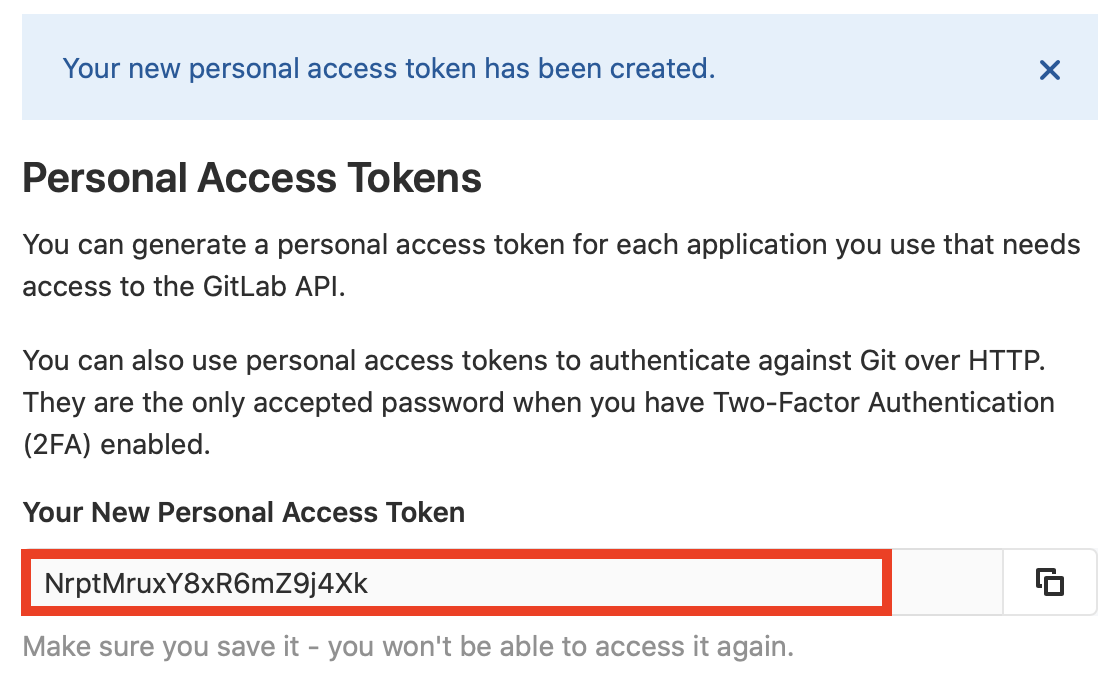 Your new personal access token has been created.
Personal Access Tokens
You can generate a personal access token for each application you use that needs
access to the GitLab API.
You can also use personal access tokens to authenticate against Git over HTTP.
They are the only accepted password when you have Two-Factor Authentication
(2FA) enabled.
Your New Personal Access Token
NrptMruxY8xR6mZ9j4Xk
Make sure you save it - you won't be able to access it again.